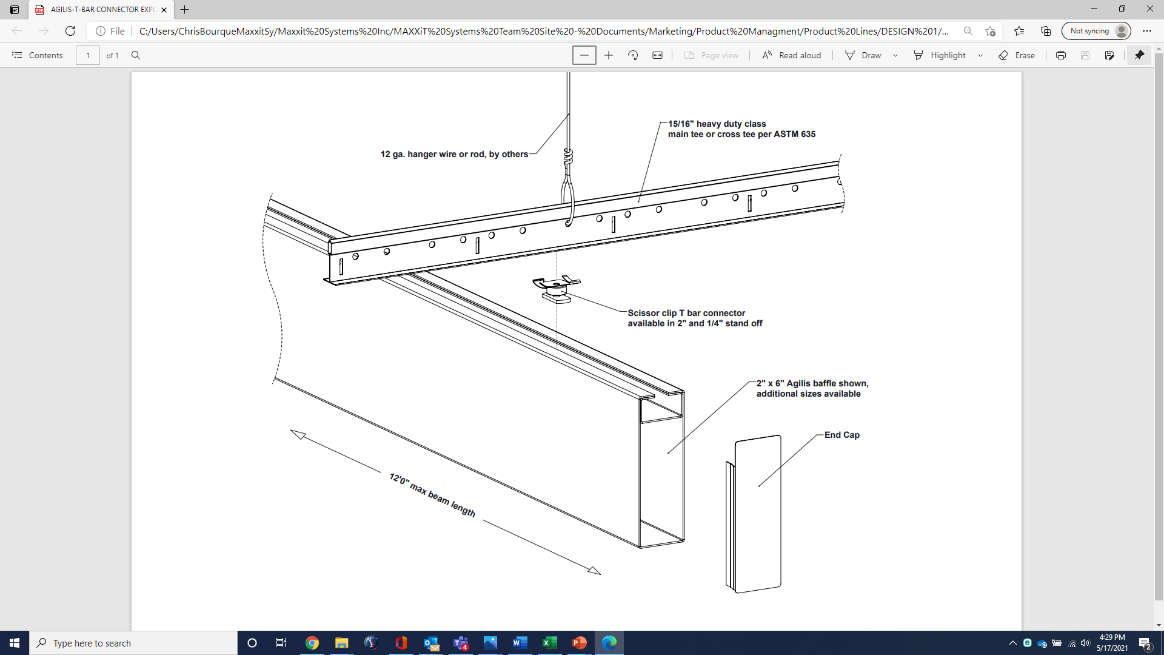 AGILIS-T-BAR CONNECTOR EXPL
File
C:/Users/ChrisBourqueMaxxitSy/Maxxit%20Systems%20Inc/MAXXiT%20Systems%20Team%20Site%20-%20Documents/Marketing/Product%20Managment/Product%20Lines/DESIGN%201/...
Not syncing
Contents
1
of 1
Page view
Read aloud
Draw
Highlight
Erase
15/16" heavy duty class
main tee or cross tee per ASTM 635
12 ga. hanger wire or rod, by others
Scissor clip T bar connector
available in 2" and 1/4" stand off
2" x 6" Agilis baffle shown,
additional sizes available
End Cap
12'0" max beam length
Type here to search
4
4:29 PM
5/17/2021
2